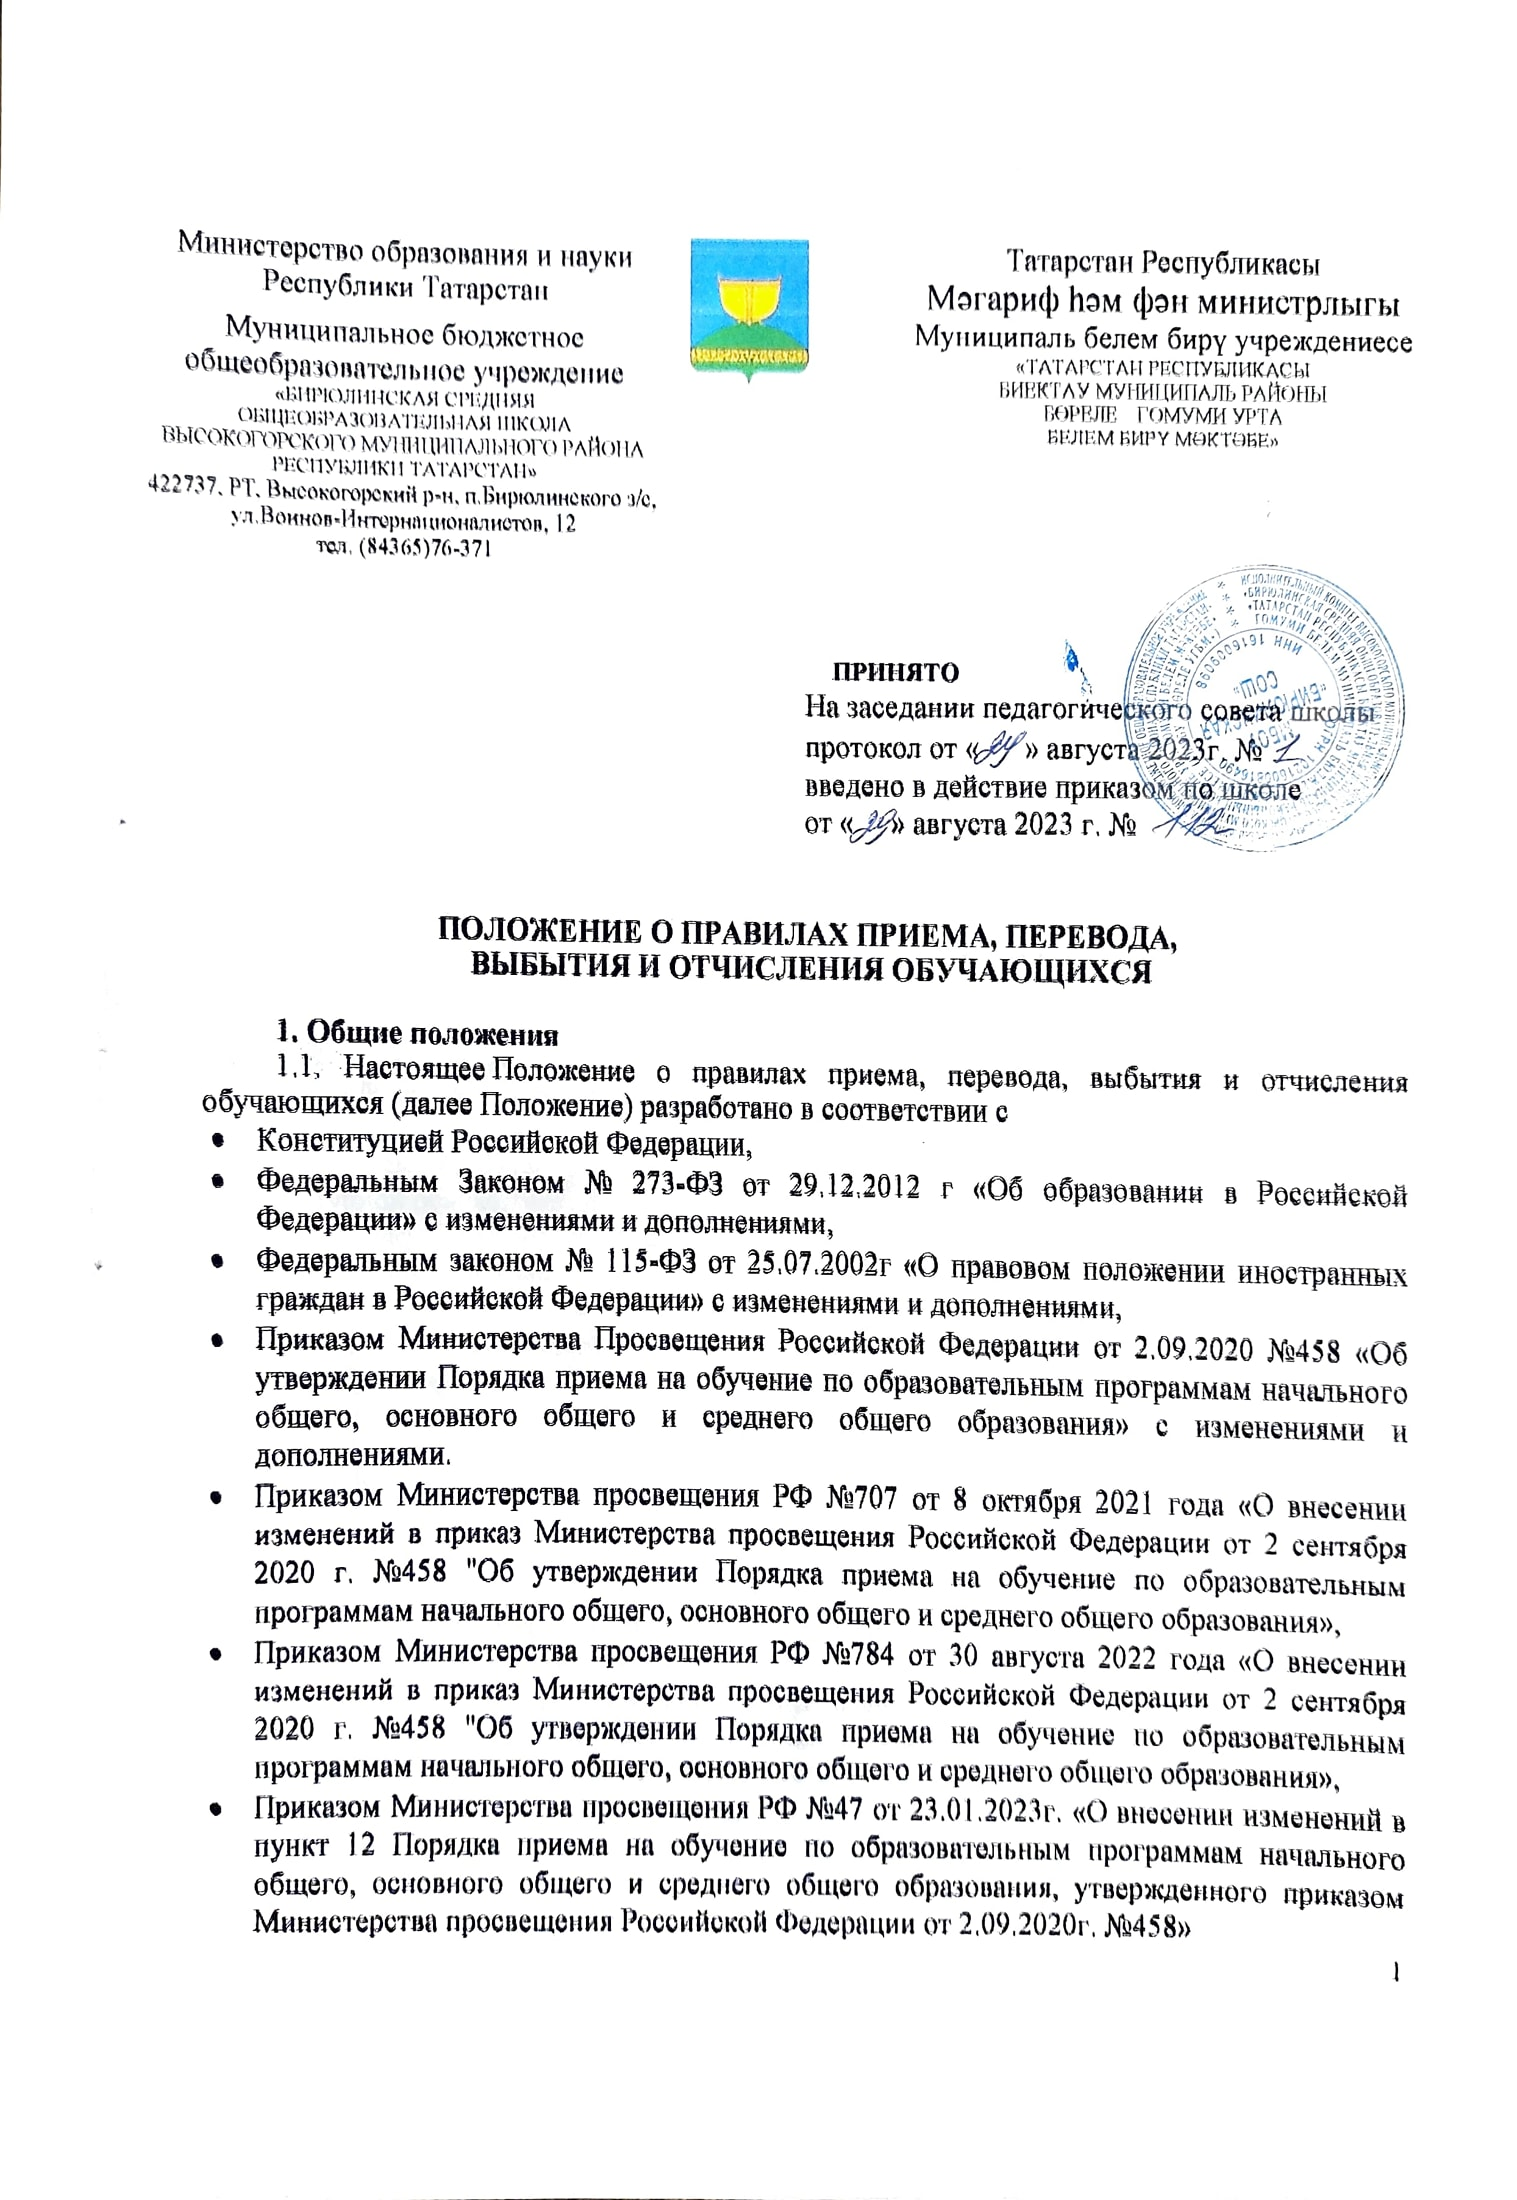 Министерство образования и науки
Республики Татарстан
Муниципальное бюджетное
общеобразовательное учреждение
«БИРЮЛИНСКАЯ СРЕДНЯЯ
ОБЩЕОБРАЗОВАТЕЛЬНАЯ ШКОЛА
ВЫСОКОГОРСКОГО МУНИЦИПАЛЬНОГО РАЙОНА
РЕСПУБЛИКИ ТАТАРСТАН»
422737, РТ, Высокогорский р-н, п.Бирюлинского з/с,
ул.Воинов-Интернационалистов, 12
тел. (84365)76-371
Татарстан Республикасы
Мәгариф һәм фән министрлыгы
Муниципаль белем бирү учреждениесе
«ТАТАРСТАН РЕСПУБЛИКАСЫ
БИЕКТАУ МУНИЦИПАЛЬ РАЙОНЫ
БӨРЕЛЕ ГОМУМИ УРТА
БЕЛЕМ БИРҮ МӘКТӘБЕ»
ПРИНЯТО
На заседании педагогического совета школы
протокол от « » августа 2023г. № 1
введено в действие приказом по школе
от «29» августа 2023 г. № 112
ИНН 1616009098
"БИРЮЛИНСКАЯ
СОШ"
ПОЛОЖЕНИЕ О ПРАВИЛАХ ПРИЕМА, ПЕРЕВОДА,
ВЫБЫТИЯ И ОТЧИСЛЕНИЯ ОБУЧАЮЩИХСЯ
1. Общие положения
1.1. Настоящее Положение о правилах приема, перевода, выбытия и отчисления
обучающихся (далее Положение) разработано в соответствии с
• Конституцией Российской Федерации,
• Федеральным Законом № 273-ФЗ от 29.12.2012 г «Об образовании в Российской
Федерации» с изменениями и дополнениями,
• Федеральным законом № 115-ФЗ от 25.07.2002г «О правовом положении иностранных
граждан в Российской Федерации» с изменениями и дополнениями,
• Приказом Министерства Просвещения Российской Федерации от 2.09.2020 №458 «Об
утверждении Порядка приема на обучение по образовательным программам начального
общего, основного общего и среднего общего образования» с изменениями и
дополнениями.
• Приказом Министерства просвещения РФ №707 от 8 октября 2021 года «О внесении
изменений в приказ Министерства просвещения Российской Федерации от 2 сентября
2020 г. №458 "Об утверждении Порядка приема на обучение по образовательным
программам начального общего, основного общего и среднего общего образования»,
• Приказом Министерства просвещения РФ №784 от 30 августа 2022 года «О внесении
изменений в приказ Министерства просвещения Российской Федерации от 2 сентября
2020 г. №458 "Об утверждении Порядка приема на обучение по образовательным
программам начального общего, основного общего и среднего общего образования»,
• Приказом Министерства просвещения РФ №47 от 23.01.2023г. «О внесении изменений в
пункт 12 Порядка приема на обучение по образовательным программам начального
общего, основного общего и среднего общего образования, утвержденного приказом
Министерства просвещения Российской Федерации от 2.09.2020г. №458»
1